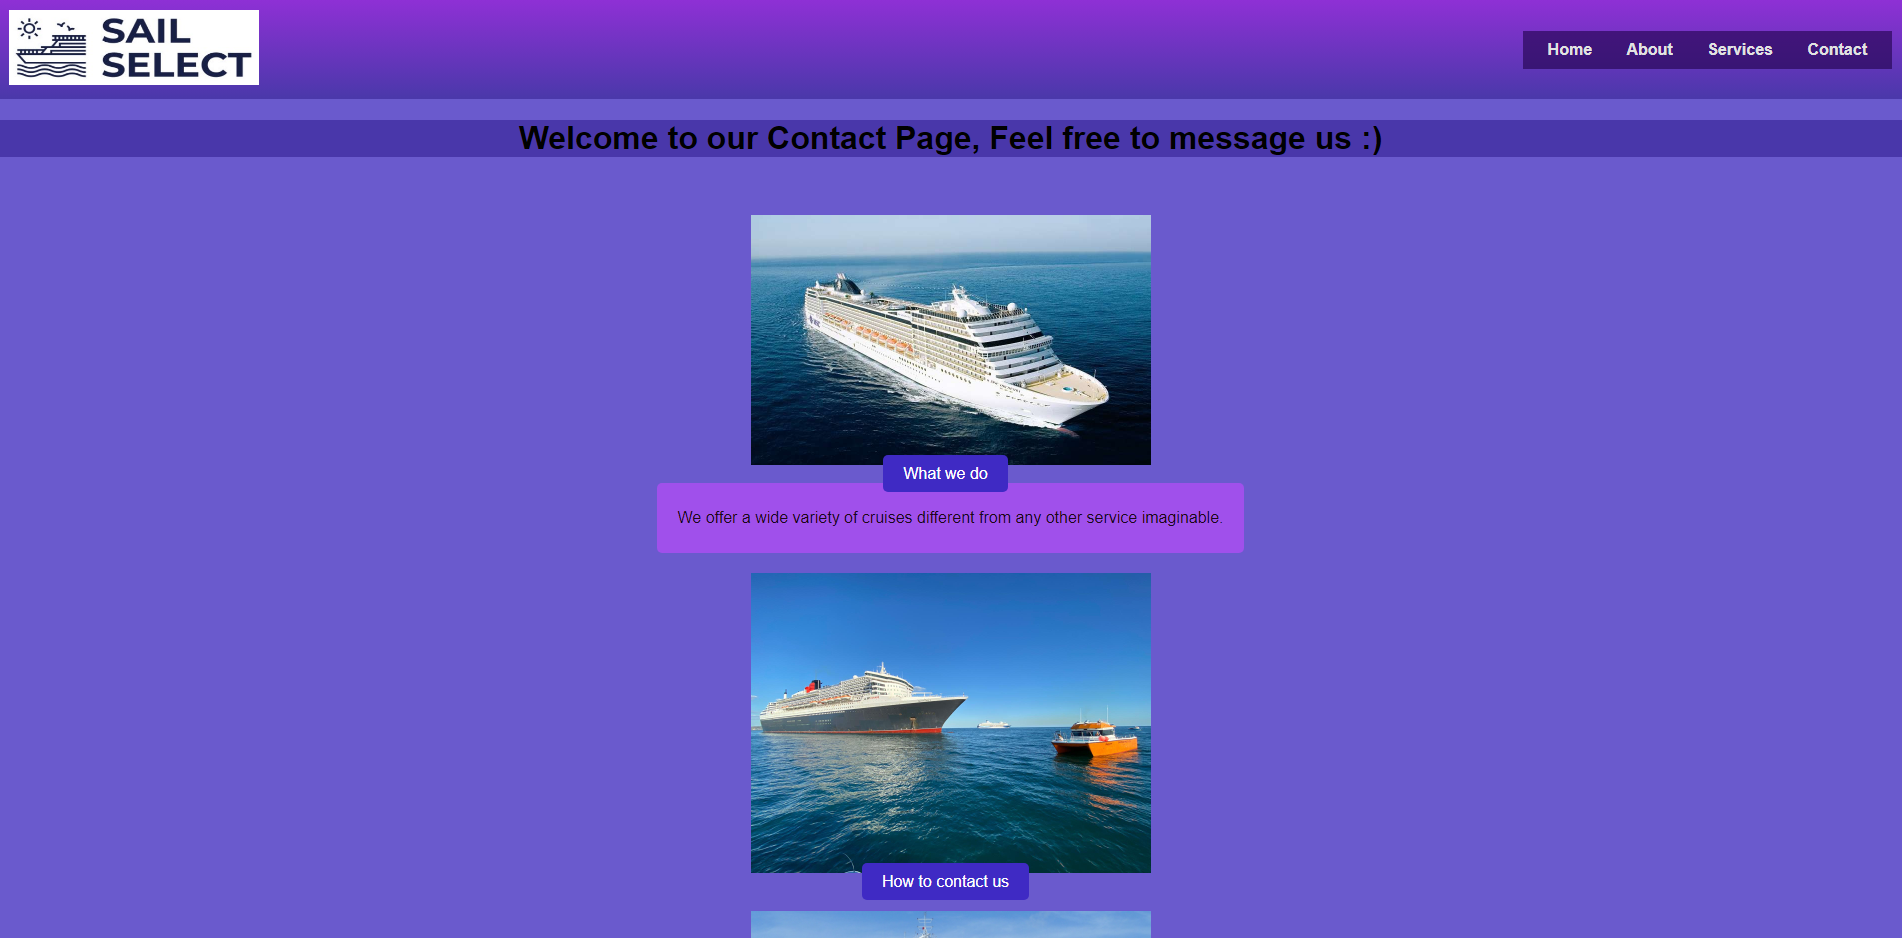 SAIL
SELECT
Home About Services Contact
Welcome to our Contact Page, Feel free to message us :)
What we do
We offer a wide variety of cruises different from any other service imaginable.
How to contact us